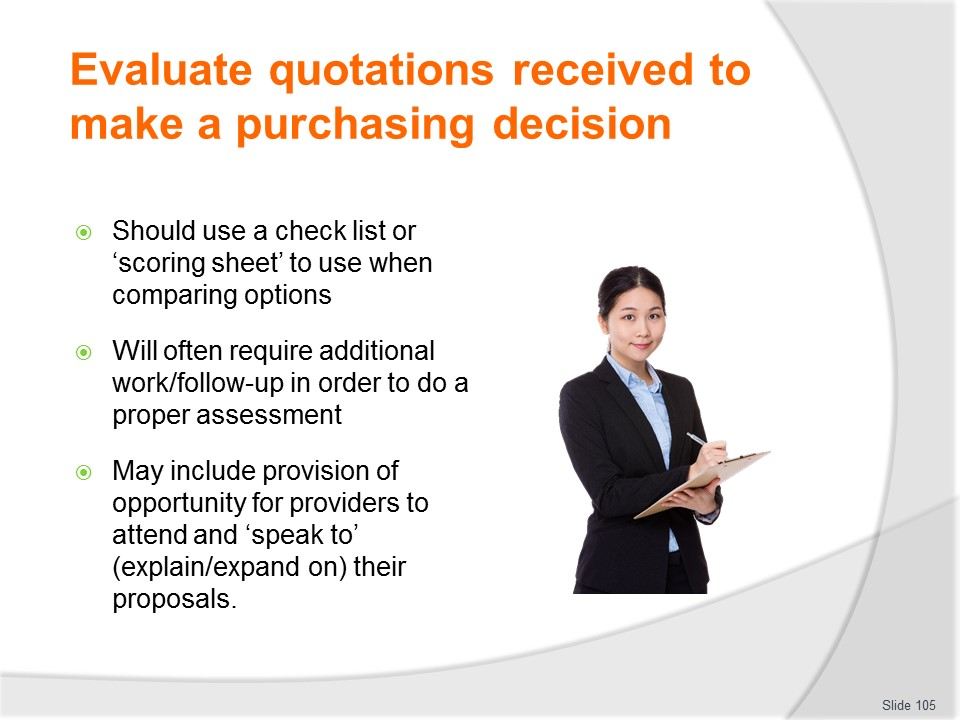 Evaluate quotations received to
make a purchasing decision
Should use a check list or
‘scoring sheet’ to use when
comparing options
Will often require additional
work/follow-up in order to do a
proper assessment
May include provision of
opportunity for providers to
attend and ‘speak to’
(explain/expand on) their
proposals.
Slide 105